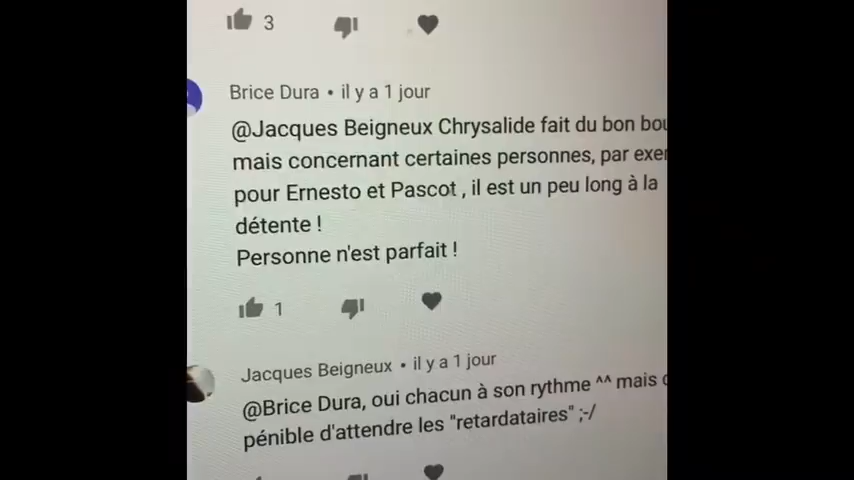 3
Brice Dura • il y a 1 jour
@Jacques Beigneux Chrysalide fait du bon
mais concernant certaines personnes, par
pour Ernesto et Pascot , il est un peu long à la
détente !
Personne n'est parfait !
1
Jacques Beigneux • il y a 1 jour
@Brice Dura, oui chacun à son rythme ^^ mais
pénible d'attendre les "retardataires" ;-/